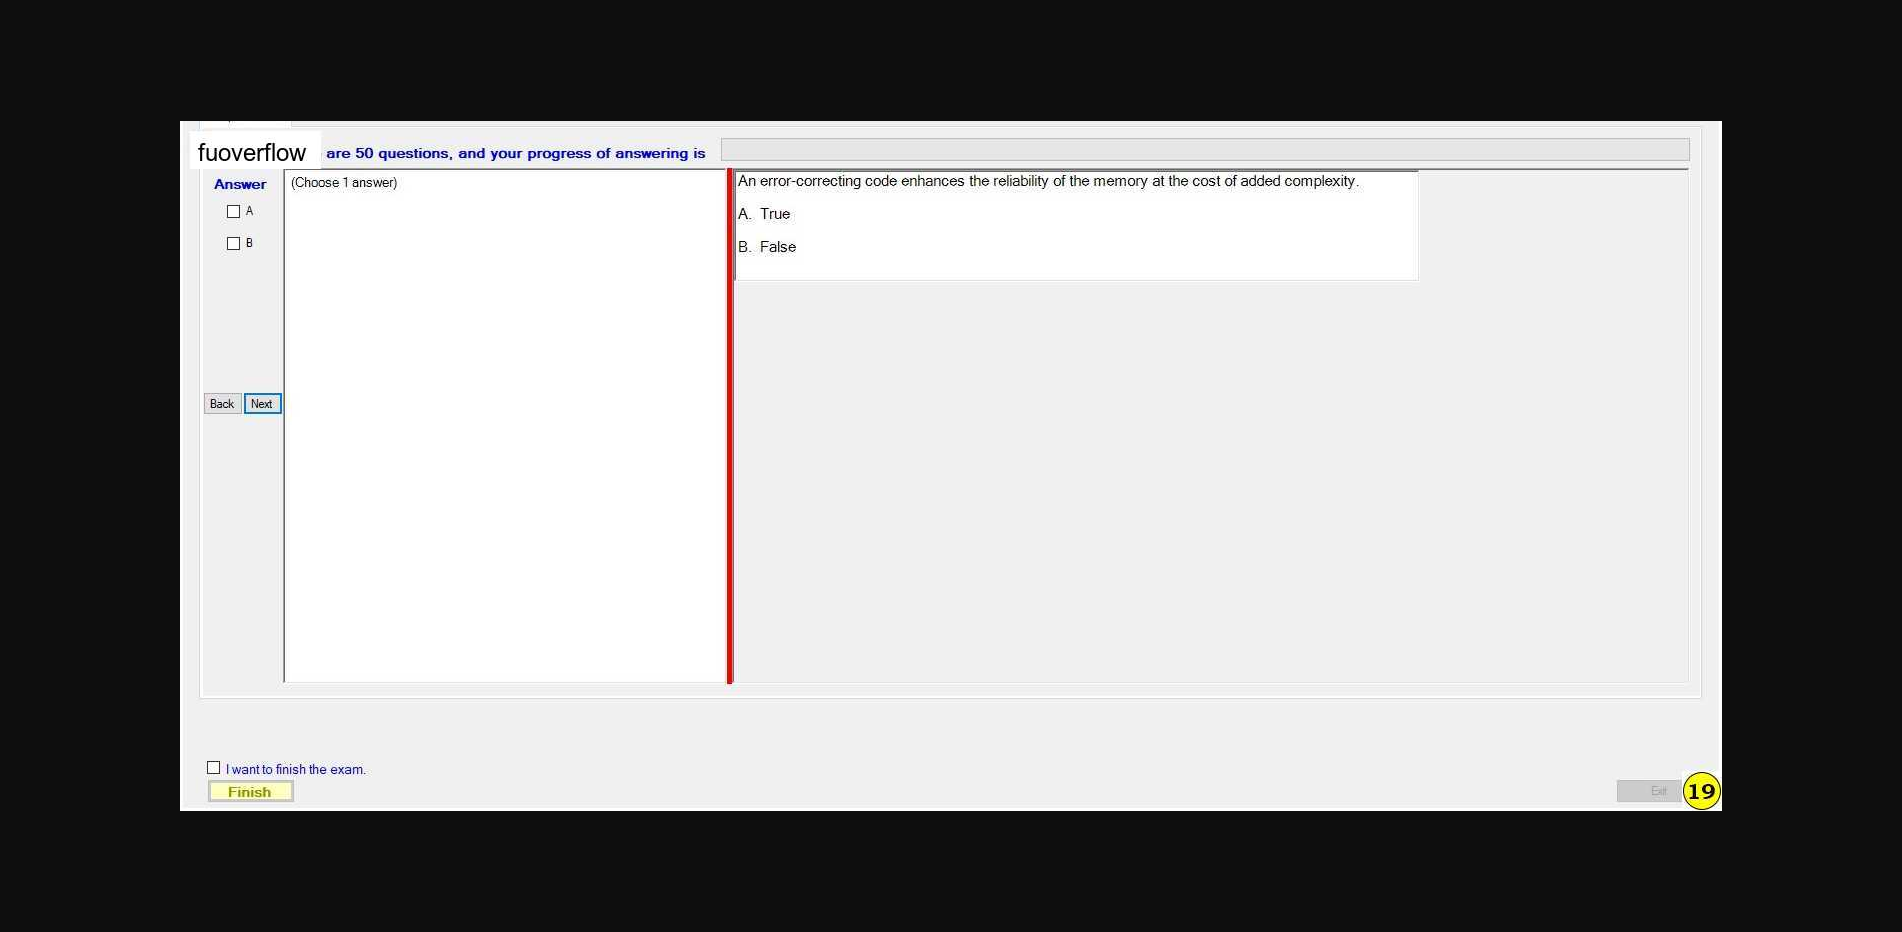 fuoverflow are 50 questions, and your progress of answering is
Answer
A
B
Back Next
(Choose 1 answer)
An error-correcting code enhances the reliability of the memory at the cost of added complexity.
A. True
B. False
I want to finish the exam.
Finish
Exit
19